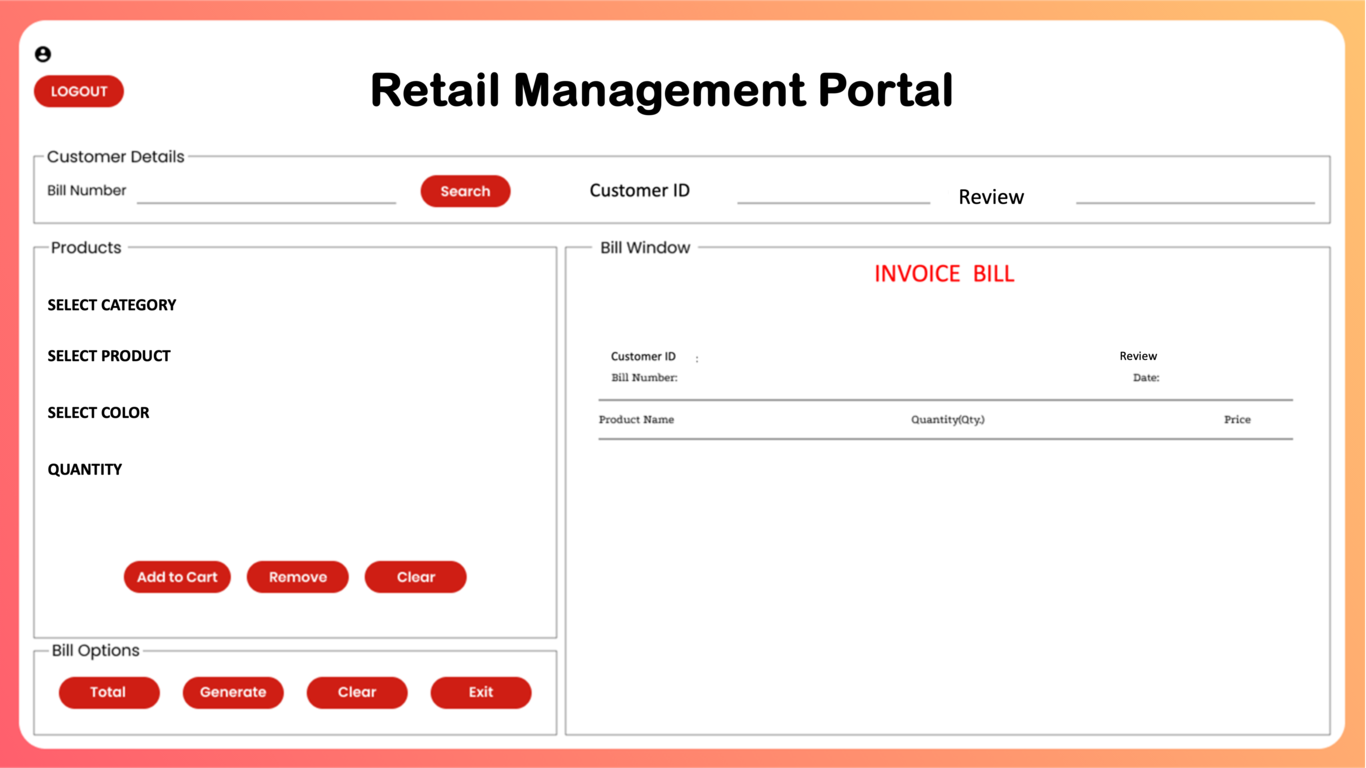 LOGOUT
Retail Management Portal
Customer Details
Bill Number
Search
Customer ID
Review
Products
SELECT CATEGORY
SELECT PRODUCT
SELECT COLOR
QUANTITY
Add to Cart
Remove
Clear
Bill Options
Total
Generate
Clear
Exit
Bill Window
INVOICE BILL
Customer ID :
Review
Bill Number:
Date:
Product Name
Quantity(Qty.)
Price